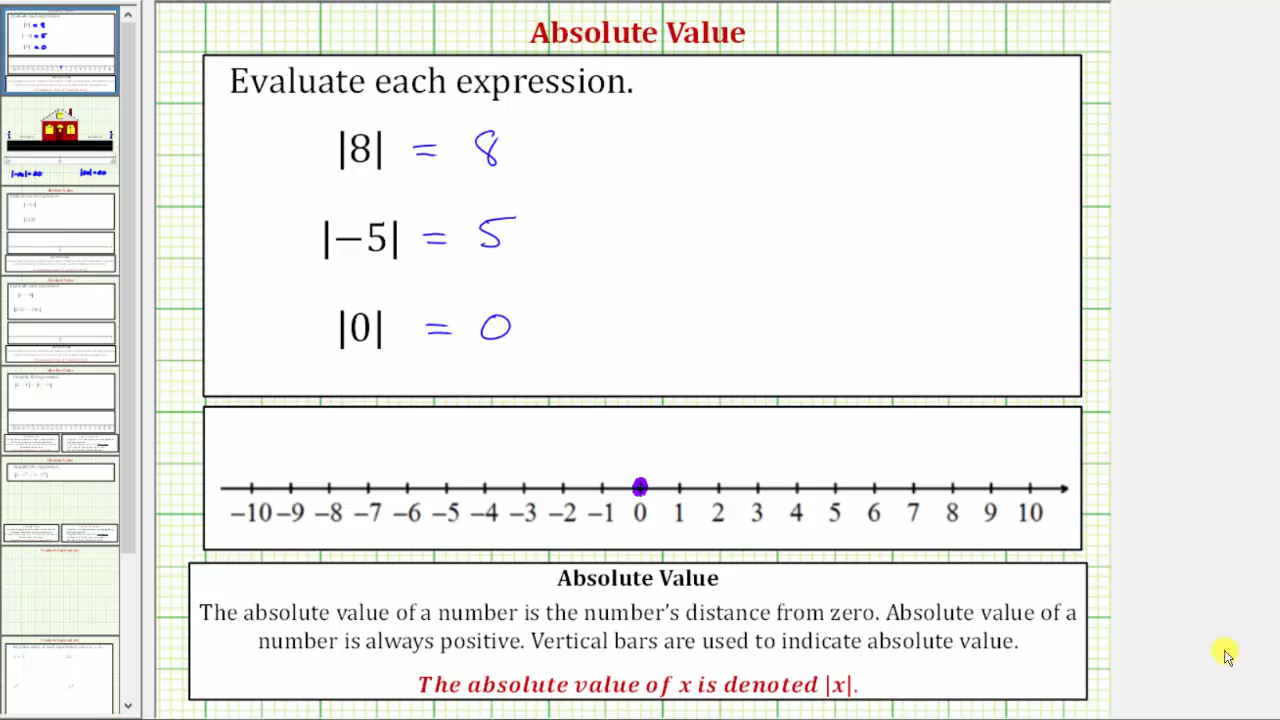 Absolute Value
Evaluate each expression.
|8| = 8
|−5| = 5
|0| = 0
−10 −9 −8 −7 −6 −5 −4 −3 −2 −1 0 1 2 3 4 5 6 7 8 9 10
Absolute Value
The absolute value of a number is the number’s distance from zero. Absolute value of a
number is always positive. Vertical bars are used to indicate absolute value.
The absolute value of x is denoted |x|.